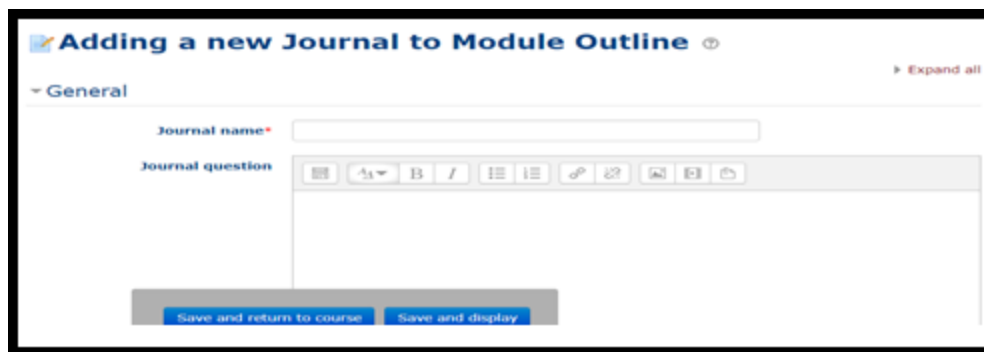 Adding a new Journal to Module Outline
Expand all
General
Journal name*
Journal question
B I
Save and return to course Save and display